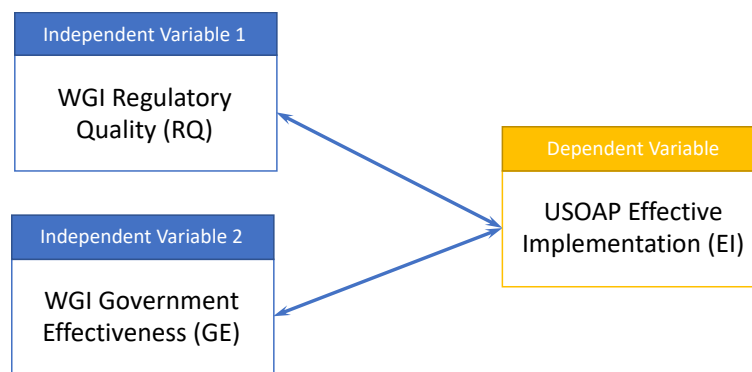 Independent Variable 1
WGI Regulatory
Quality (RQ)
Dependent Variable
USOAP Effective
Implementation (EI)
Independent Variable 2
WGI Government
Effectiveness (GE)